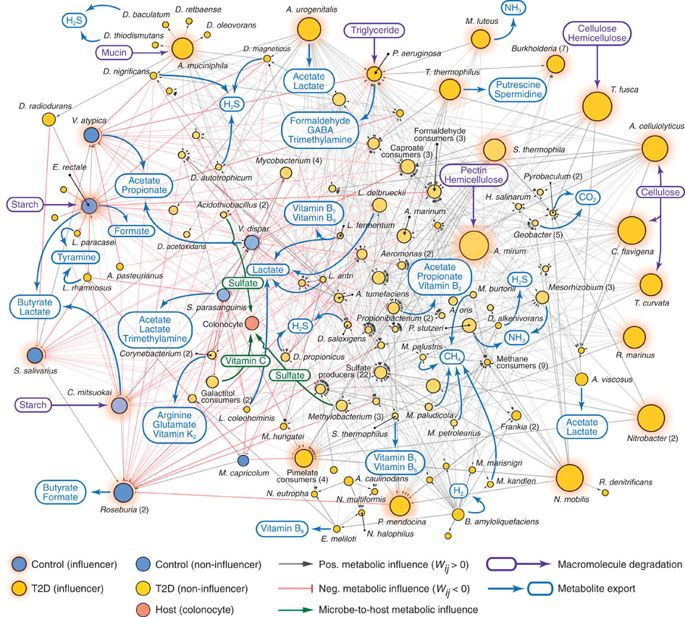 D. baculatum
D. retbaense
D. oleovorans
H₂S
D. thiodismutans
Mucin
A. muciniphila
D. nigrificans
A. urogenitalis
D. magneticus
Acetate
Lactate
Triglyceride
P. aeruginosa
M. luteus
NH₃
Burkholderia (7)
Cellulose
Hemicellulose
T. thermophilus
Putrescine
Spermidine
T. fusca
D. radiodurans
V. atypica
H₂S
Formaldehyde
GABA
Trimethylamine
Formaldehyde
consumers (3)
Caproate
consumers (3)
A. cellulolyticus
S. thermophila
E. rectale
Acetate
Propionate
D. autotrophicum
Mycobacterium (4)
Pectin
Hemicellulose
Pyrobaculum (2)
Starch
Acidothiobacillus (2)
L. delbrueckii
Vitamin B₂
Vitamin B₉
A. marinum
H. salinarum
CO₂
Cellulose
Formate
L. paracasei
Tyramine
D. acetoxidans
V. dispar
L. fermentum
Geobacter (5)
C. flavigena
A. mirum
Aeromonas (2)
L. rhamnosus
A. pasteurianus
Lactate
Sulfate
L. antri
Acetate
Propionate
Vitamin B₂
H₂S
M. burtonii
Mesorhizobium (3)
T. curvata
Butyrate
Lactate
S. parasanguinis
Acetate
Lactate
Trimethylamine
Colonocyte
A. tumefaciens
H₂S
Propionibacterium (2)
A. oris
P. stutzeri
D. alkenivorans
D. salexigens
NH₃
R. marinus
Corynebacterium (2)
Vitamin C
D. propionicus
M. palustris
CH₄
Methane
consumers (9)
S. salivarius
C. mitsuokai
Sulfate
Sulfate
producers (22)
A. viscosus
Starch
Galactitol
consumers (2)
Arginine
Glutamate
Vitamin K₂
L. coleohominis
Methylobacterium (3)
M. paludicola
M. petrolearius
Frankia (2)
Acetate
Lactate
Nitrobacter (2)
M. hungatei
S. thermophilus
Vitamin B₁
M. capricolum
Pimelate
consumers (4)
M. marisnigri
H₂
M. kandleri
R. denitrificans
N. mobilis
Butyrate
Formate
Roseburia (2)
N. eutropha
A. caulinodans
N. multiformis
P. mendocina
B. amyloliquefaciens
Vitamin B₆
E. meliloti
N. halophilus
Control (influencer)
Control (non-influencer)
Pos. metabolic influence (Wij > 0)
Macromolecule degradation
T2D (influencer)
T2D (non-influencer)
Neg. metabolic influence (Wij < 0)
Metabolite export
Host (colonocyte)
Microbe-to-host metabolic influence